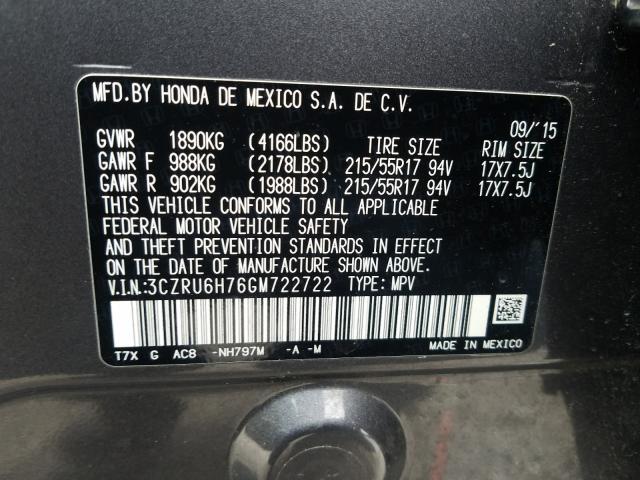 MFD.BY HONDA DE MEXICO S.A. DE C.V.
09/'15
GVWR 1890KG (4166LBS) TIRE SIZE RIM SIZE
GAWR F 988KG (2178LBS) 215/55R17 94V 17X7.5J
GAWR R 902KG (1988LBS) 215/55R17 94V 17X7.5J
THIS VEHICLE CONFORMS TO ALL APPLICABLE
FEDERAL MOTOR VEHICLE SAFETY
AND THEFT PREVENTION STANDARDS IN EFFECT
ON THE DATE OF MANUFACTURE SHOWN ABOVE.
V.I.N.:3CZRU6H76GM722722 TYPE: MPV
T7X G AC8 -NH797M -A -M MADE IN MEXICO